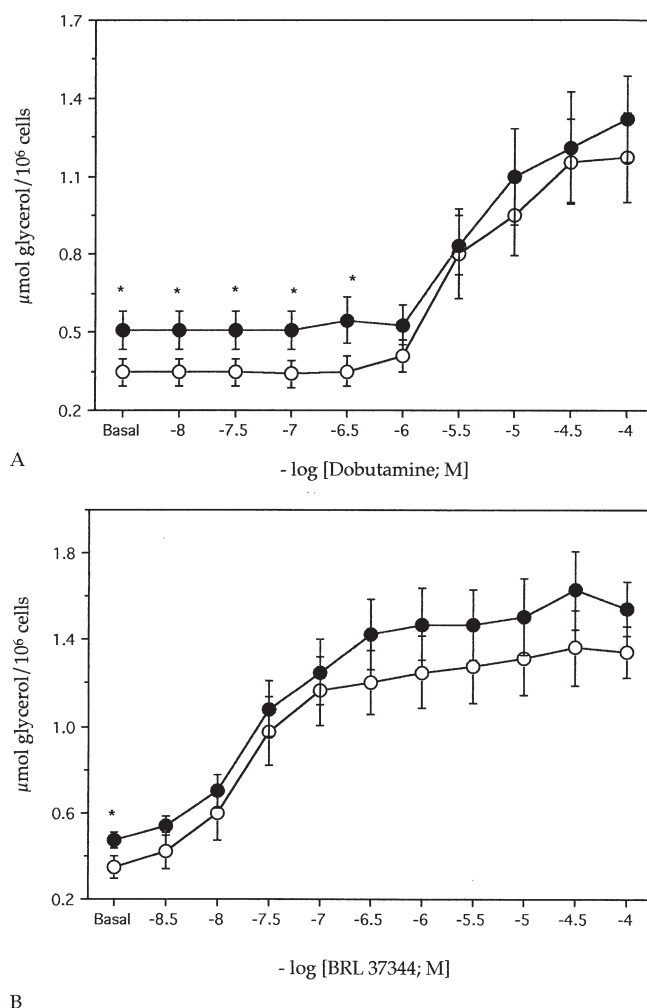 1.7
1.4
1.1
0.8
0.5
0.2
µmol glycerol/10⁶ cells
* * * * *
Basal -8 -7.5 -7 -6.5 -6 -5.5 -5 -4.5 -4
A
- log [Dobutamine; M]
1.8
1.4
1.0
0.6
0.2
µmol glycerol/10⁶ cells
*
Basal -8.5 -8 -7.5 -7 -6.5 -6 -5.5 -5 -4.5 -4
- log [BRL 37344; M]
B